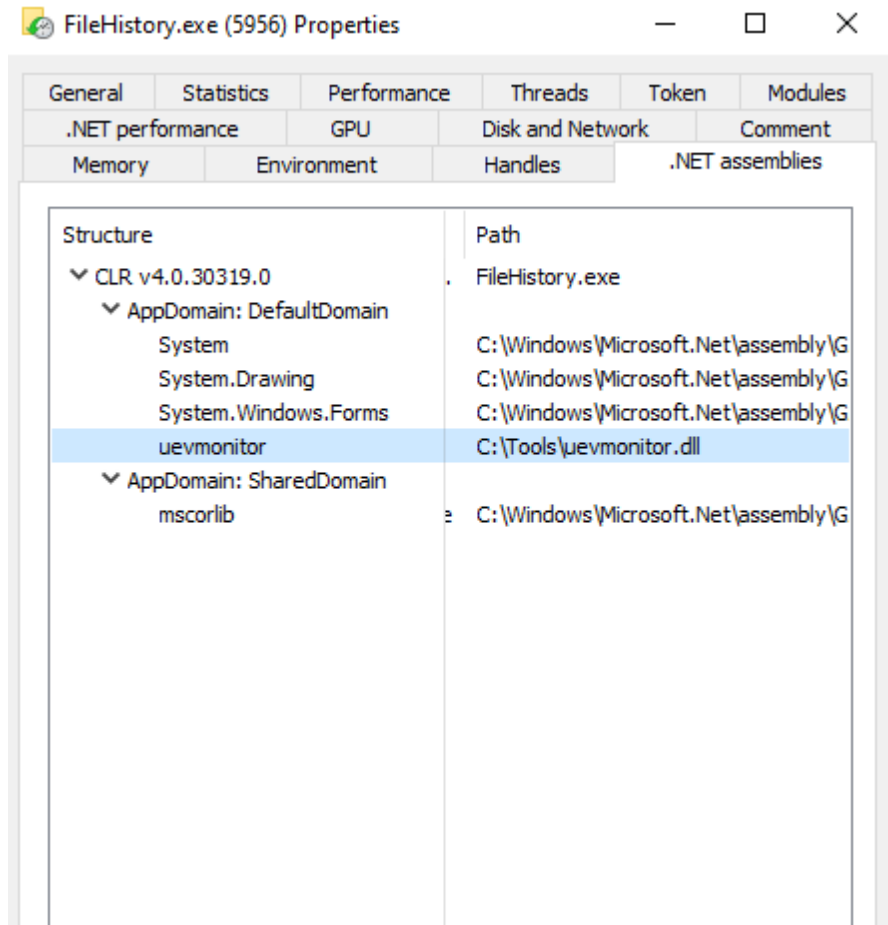 FileHistory.exe (5956) Properties
General Statistics Performance Threads Token Modules
.NET performance GPU Disk and Network Comment
Memory Environment Handles .NET assemblies
Structure Path
CLR v4.0.30319.0 . FileHistory.exe
AppDomain: DefaultDomain
System C:\Windows\Microsoft.Net\assembly\G
System.Drawing C:\Windows\Microsoft.Net\assembly\G
System.Windows.Forms C:\Windows\Microsoft.Net\assembly\G
uevmonitor C:\Tools\uevmonitor.dll
AppDomain: SharedDomain
mscorlib e C:\Windows\Microsoft.Net\assembly\G